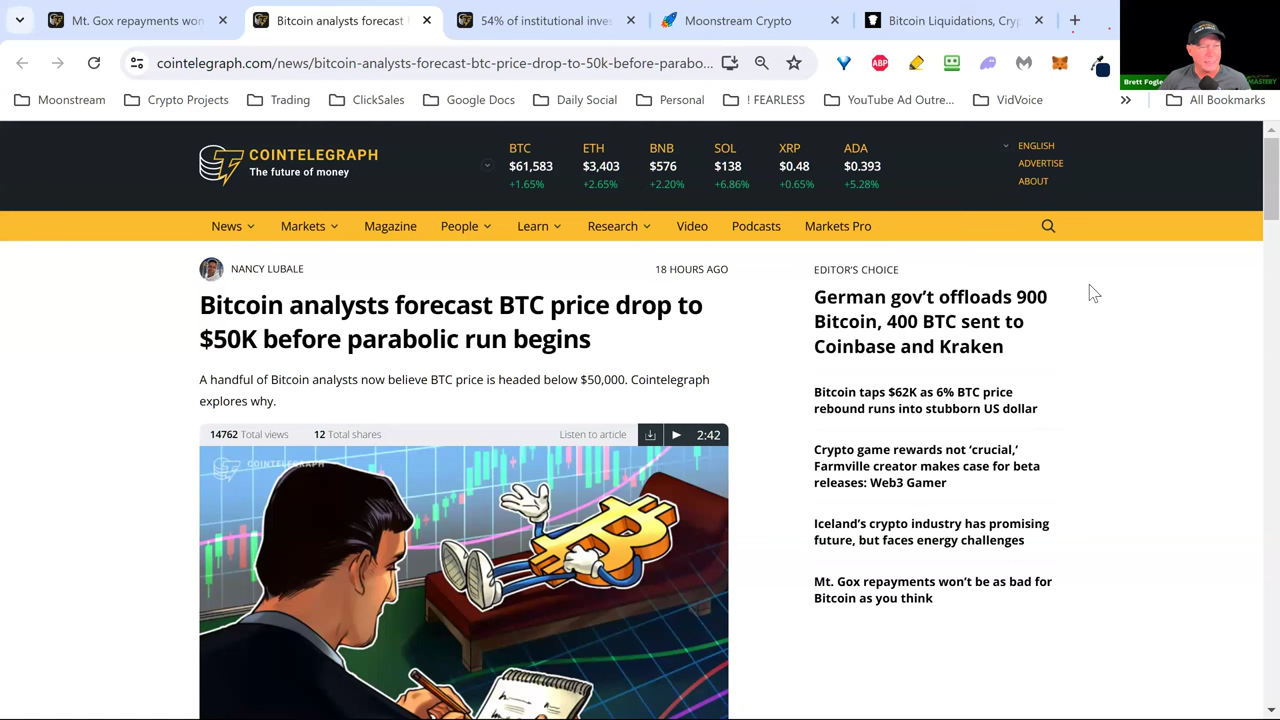 Mt. Gox repayments won
Bitcoin analysts forecast
54% of institutional inves
Moonstream Crypto
Bitcoin Liquidations, Cryp
cointelegraph.com/news/bitcoin-analysts-forecast-btc-price-drop-to-50k-before-parabo...
ABP
Brett Fogle
MASTERY
Moonstream
Crypto Projects
Trading
ClickSales
Google Docs
Daily Social
Personal
! FEARLESS
YouTube Ad Outre...
VidVoice
All Bookmarks
COINTELEGRAPH
The future of money
BTC ETH BNB SOL XRP ADA
$61,583 $3,403 $576 $138 $0.48 $0.393
+1.65% +2.65% +2.20% +6.86% +0.65% +5.28%
ENGLISH
ADVERTISE
ABOUT
News Markets Magazine People Learn Research Video Podcasts Markets Pro
NANCY LUBALE
18 HOURS AGO
Bitcoin analysts forecast BTC price drop to
$50K before parabolic run begins
A handful of Bitcoin analysts now believe BTC price is headed below $50,000. Cointelegraph
explores why.
14762 Total views 12 Total shares
Listen to article
2:42
COINTELEGRAPH
EDITOR'S CHOICE
German gov't offloads 900
Bitcoin, 400 BTC sent to
Coinbase and Kraken
Bitcoin taps $62K as 6% BTC price
rebound runs into stubborn US dollar
Crypto game rewards not ‘crucial,’
Farmville creator makes case for beta
releases: Web3 Gamer
Iceland’s crypto industry has promising
future, but faces energy challenges
Mt. Gox repayments won’t be as bad for
Bitcoin as you think